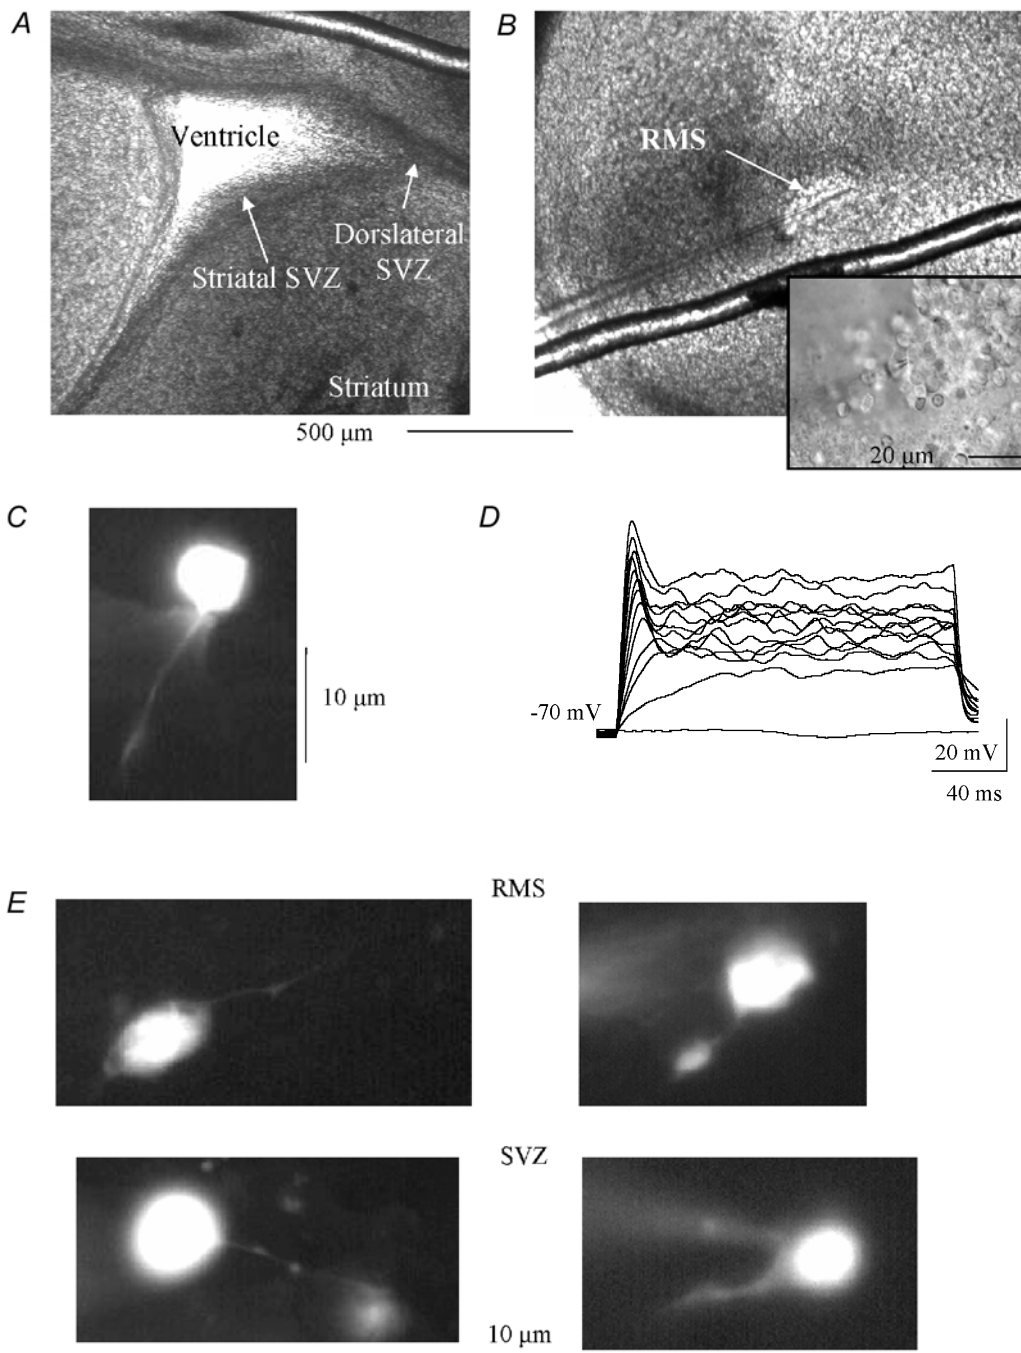 A
B
Ventricle
Dorslateral
SVZ
Striatal SVZ
Striatum
RMS
500 µm
20 µm
C
D
10 µm
-70 mV
20 mV
40 ms
E
RMS
SVZ
10 µm